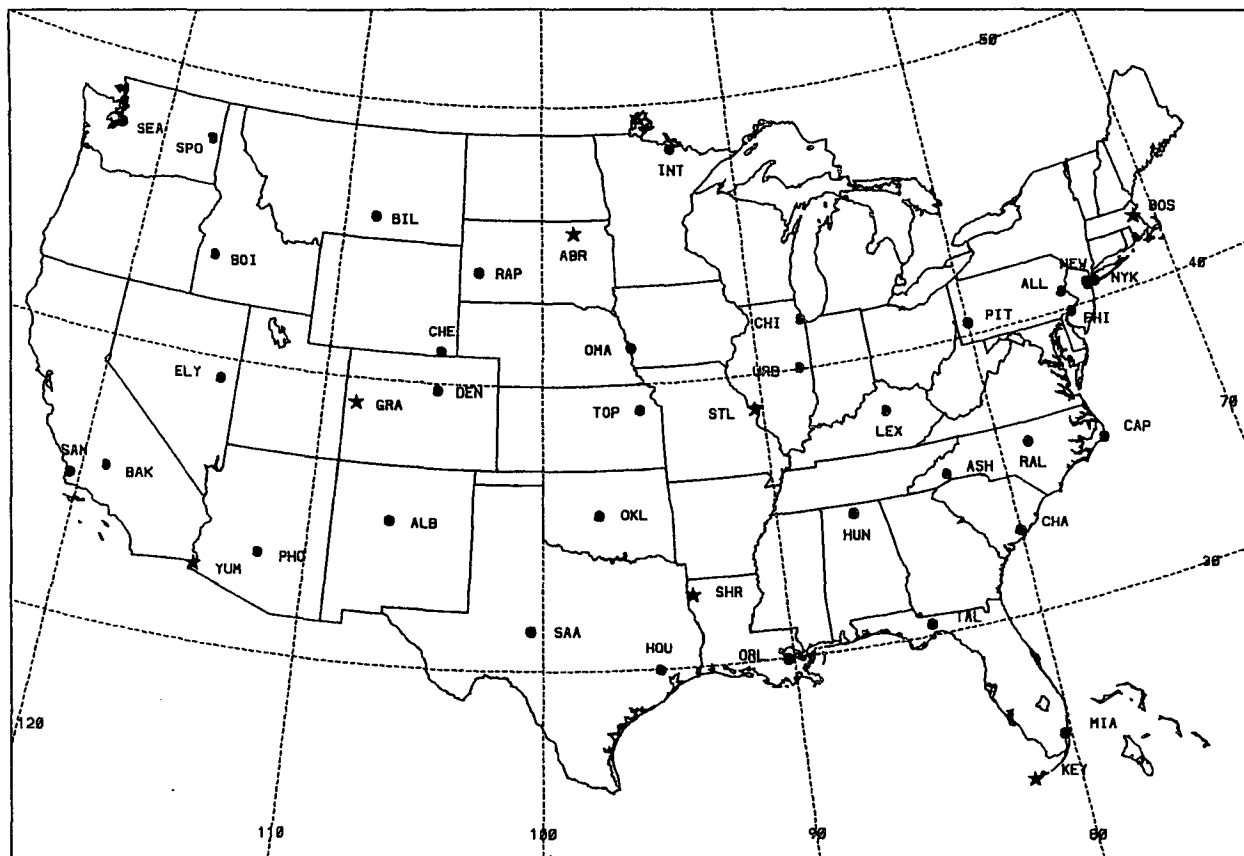 50
SEA
SPO
INT
BIL
BOS
ABR
BOI
RAP
NEW
NYK
40
ALL
PIT
PHI
CHI
CHE
OMA
ELY
URB
DEN
GRA
TOP
STL
70
LEX
CAP
SAN
BAK
ASH
RAL
ALB
OKL
CHA
HUN
PHO
30
YUM
SHR
TAL
SAA
HOU
ORL
120
MIA
KEY
110
100
90
80